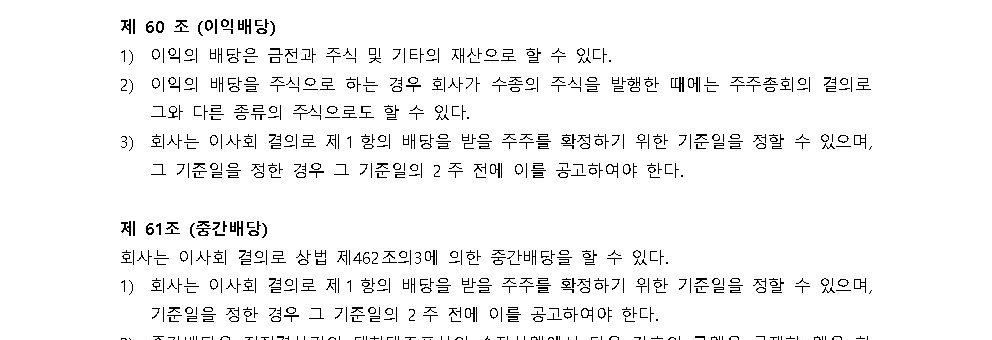 제 60 조 (이익배당)
1) 이익의 배당은 금전과 주식 및 기타의 재산으로 할 수 있다.
2) 이익의 배당을 주식으로 하는 경우 회사가 수종의 주식을 발행한 때에는 주주총회의 결의로
그와 다른 종류의 주식으로도 할 수 있다.
3) 회사는 이사회 결의로 제1항의 배당을 받을 주주를 확정하기 위한 기준일을 정할 수 있으며,
그 기준일을 정한 경우 그 기준일의 2주 전에 이를 공고하여야 한다.
제 61조 (중간배당)
회사는 이사회 결의로 상법 제462조의3에 의한 중간배당을 할 수 있다.
1) 회사는 이사회 결의로 제1항의 배당을 받을 주주를 확정하기 위한 기준일을 정할 수 있으며,
기준일을 정한 경우 그 기준일의 2주 전에 이를 공고하여야 한다.